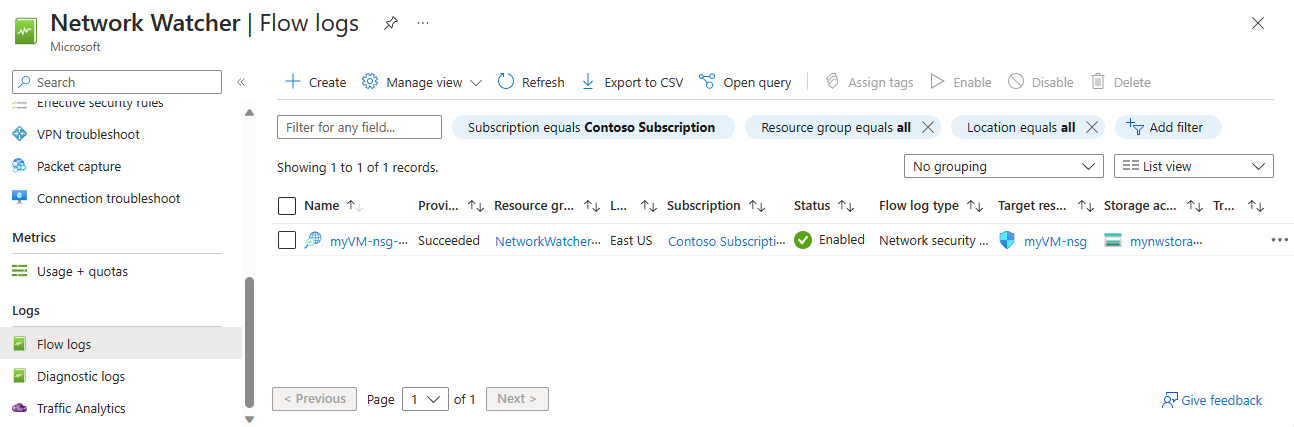 Network Watcher | Flow logs
Microsoft
Search
Create
Manage view
Refresh
Export to CSV
Open query
Assign tags
Enable
Disable
Delete
Effective security rules
VPN troubleshoot
Packet capture
Connection troubleshoot
Metrics
Usage + quotas
Logs
Flow logs
Diagnostic logs
Traffic Analytics
Filter for any field...
Subscription equals Contoso Subscription
Resource group equals all
Location equals all
Add filter
Showing 1 to 1 of 1 records.
No grouping
List view
Name
Provi...
Resource gr...
L...
Subscription
Status
Flow log type
Target res...
Storage ac...
Tr...
myVM-nsg-...
Succeeded
NetworkWatcher...
East US
Contoso Subscripti...
Enabled
Network security ...
myVM-nsg
mynwstora...
< Previous
Page
1
of 1
Next >
Give feedback